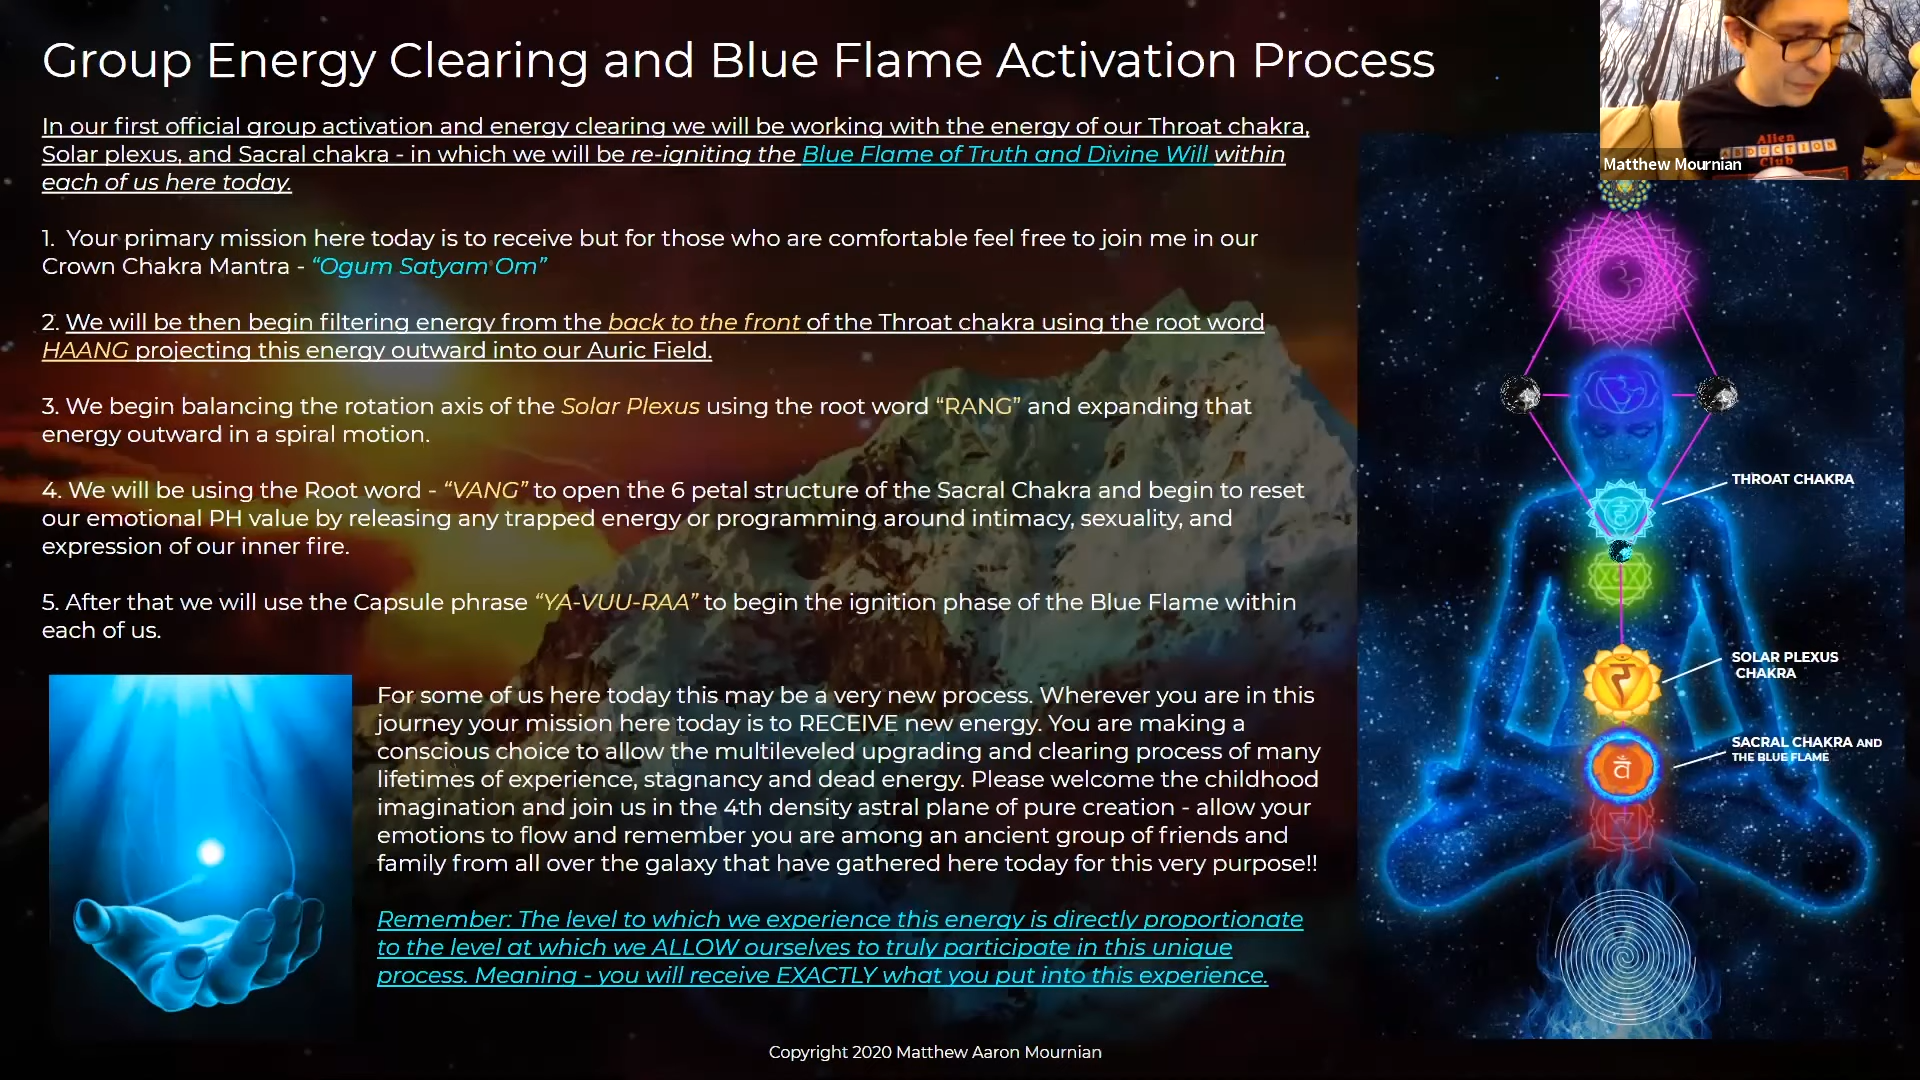 Group Energy Clearing and Blue Flame Activation Process
In our first official group activation and energy clearing we will be working with the energy of our Throat chakra,
Solar plexus, and Sacral chakra - in which we will be re-igniting the Blue Flame of Truth and Divine Will within
each of us here today.
1. Your primary mission here today is to receive but for those who are comfortable feel free to join me in our
Crown Chakra Mantra - “Ogum Satyam Om”
2. We will be then begin filtering energy from the back to the front of the Throat chakra using the root word
HAANG projecting this energy outward into our Auric Field.
3. We begin balancing the rotation axis of the Solar Plexus using the root word “RANG” and expanding that
energy outward in a spiral motion.
4. We will be using the Root word - “VANG” to open the 6 petal structure of the Sacral Chakra and begin to reset
our emotional PH value by releasing any trapped energy or programming around intimacy, sexuality, and
expression of our inner fire.
5. After that we will use the Capsule phrase “YA-VUU-RAA” to begin the ignition phase of the Blue Flame within
each of us.
For some of us here today this may be a very new process. Wherever you are in this
journey your mission here today is to RECEIVE new energy. You are making a
conscious choice to allow the multileveled upgrading and clearing process of many
lifetimes of experience, stagnancy and dead energy. Please welcome the childhood
imagination and join us in the 4th density astral plane of pure creation - allow your
emotions to flow and remember you are among an ancient group of friends and
family from all over the galaxy that have gathered here today for this very purpose!!
Remember: The level to which we experience this energy is directly proportionate
to the level at which we ALLOW ourselves to truly participate in this unique
process. Meaning - you will receive EXACTLY what you put into this experience.
Copyright 2020 Matthew Aaron Mournian
Alien
ABDUCTION
Club
Matthew Mournian
ॐ
ॐ
THROAT CHAKRA
हं
यं
SOLAR PLEXUS
CHAKRA
रं
SACRAL CHAKRA AND
THE BLUE FLAME
वं